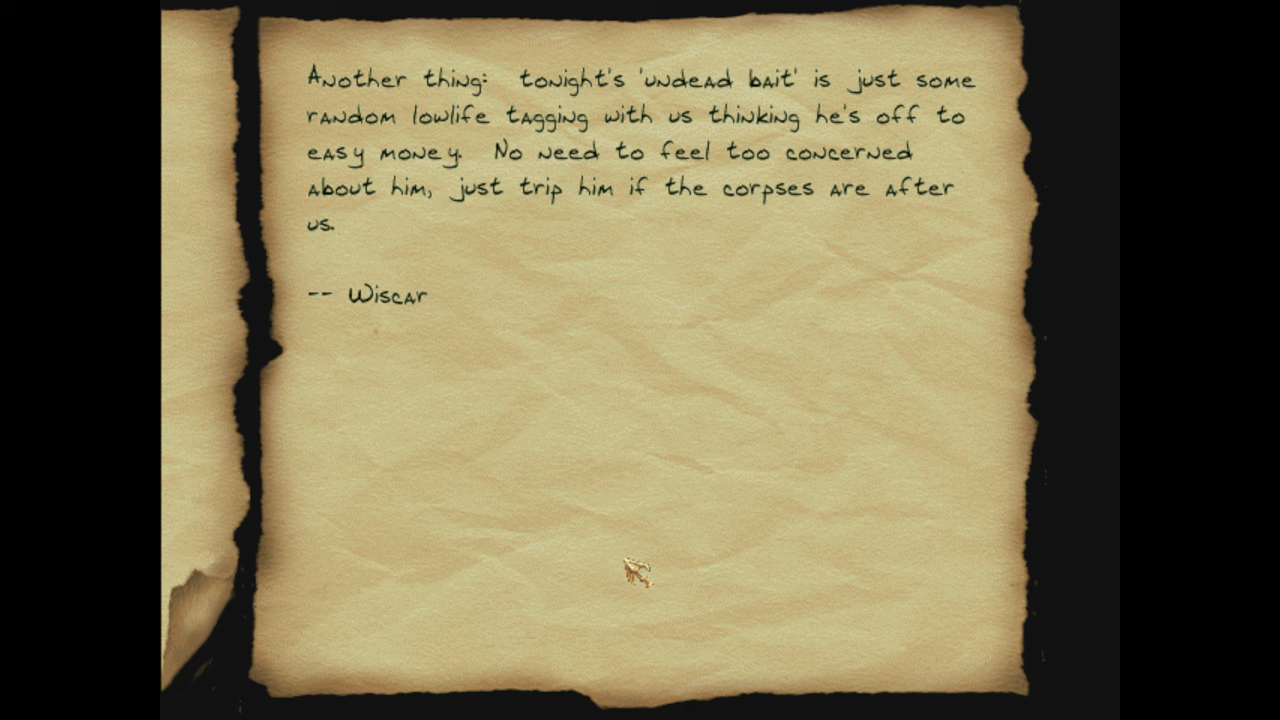 Another thing: tonight's 'undead bait' is just some
random lowlife tagging with us thinking he's off to
easy money. No need to feel too concerned
about him, just trip him if the corpses are after
us.
-- Wiscar